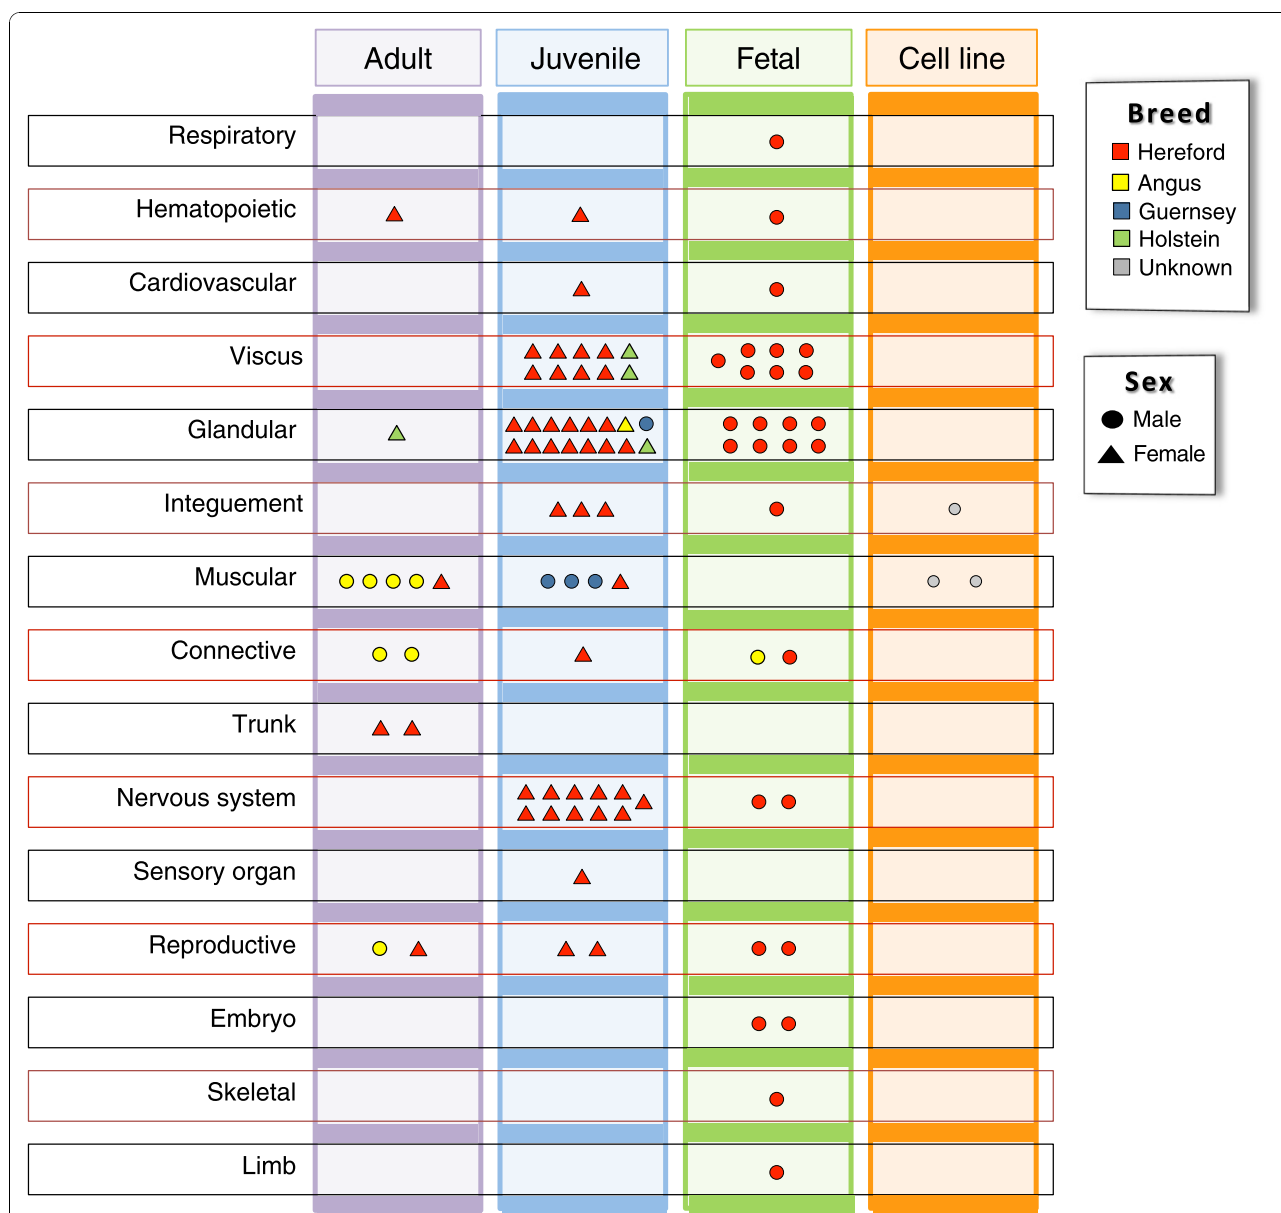 Adult
Juvenile
Fetal
Cell line
Respiratory
Hematopoietic
Cardiovascular
Viscus
Glandular
Integuement
Muscular
Connective
Trunk
Nervous system
Sensory organ
Reproductive
Embryo
Skeletal
Limb
Breed
Hereford
Angus
Guernsey
Holstein
Unknown
Sex
Male
Female